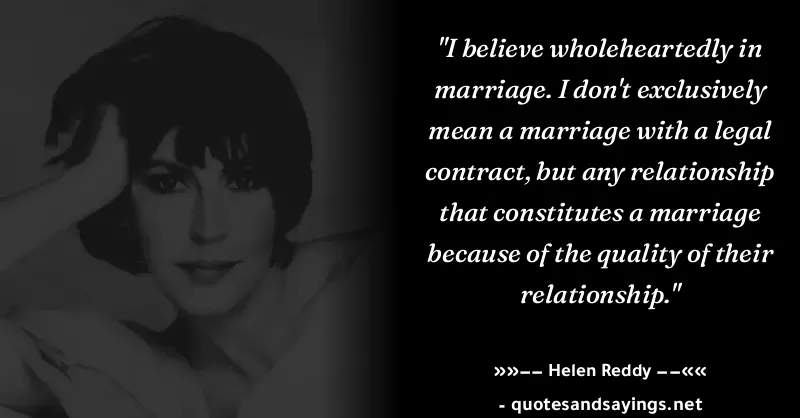 "I believe wholeheartedly in
marriage. I don't exclusively
mean a marriage with a legal
contract, but any relationship
that constitutes a marriage
because of the quality of their
relationship."
»»−− Helen Reddy −−««
- quotesandsayings.net